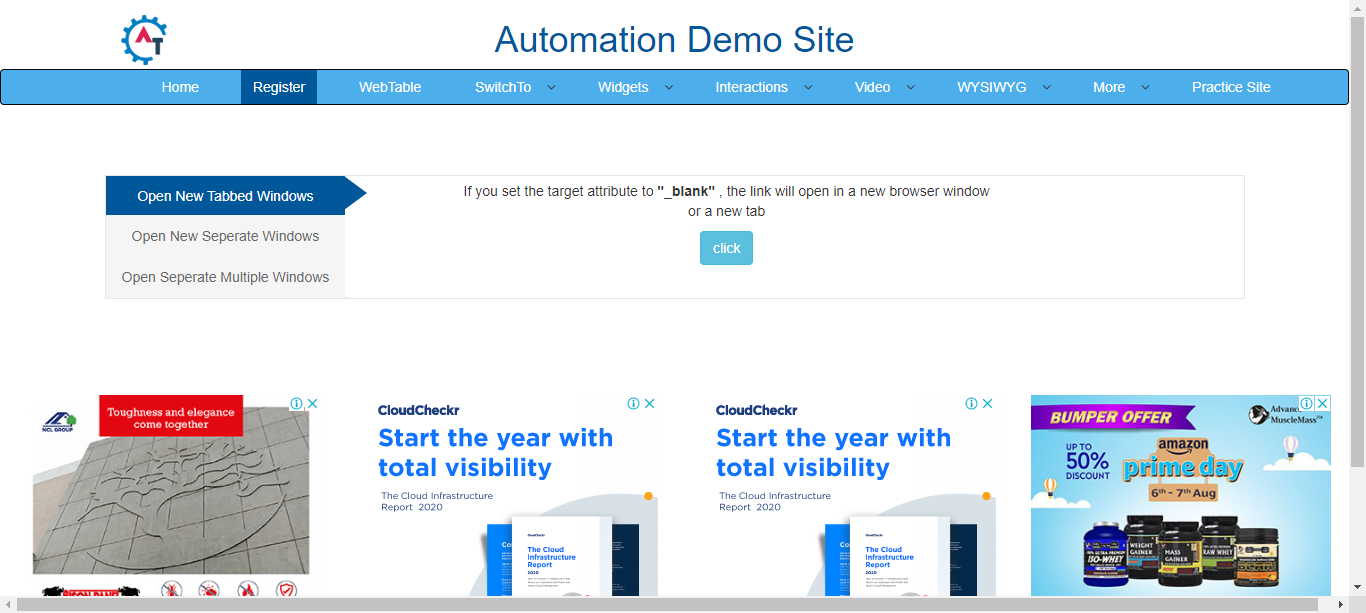 AT
Automation Demo Site
Home Register WebTable SwitchTo Widgets Interactions Video WYSIWYG More Practice Site
Open New Tabbed Windows
Open New Seperate Windows
Open Seperate Multiple Windows
If you set the target attribute to "_blank" , the link will open in a new browser window
or a new tab
click
Toughness and elegance
come together
NCL GROUP
CloudCheckr
Start the year with
total visibility
The Cloud Infrastructure
Report 2020
The Cloud
Infrastructure
Report
2020
CloudCheckr
Start the year with
total visibility
The Cloud Infrastructure
Report 2020
The Cloud
Infrastructure
Report
2020
BUMPER OFFER
MuscleMass™
UP TO
50%
DISCOUNT
amazon
prime day
6th - 7th Aug
ISO-WHEY
WEIGHT
GAINER
MASS
GAINER
RAW WHEY